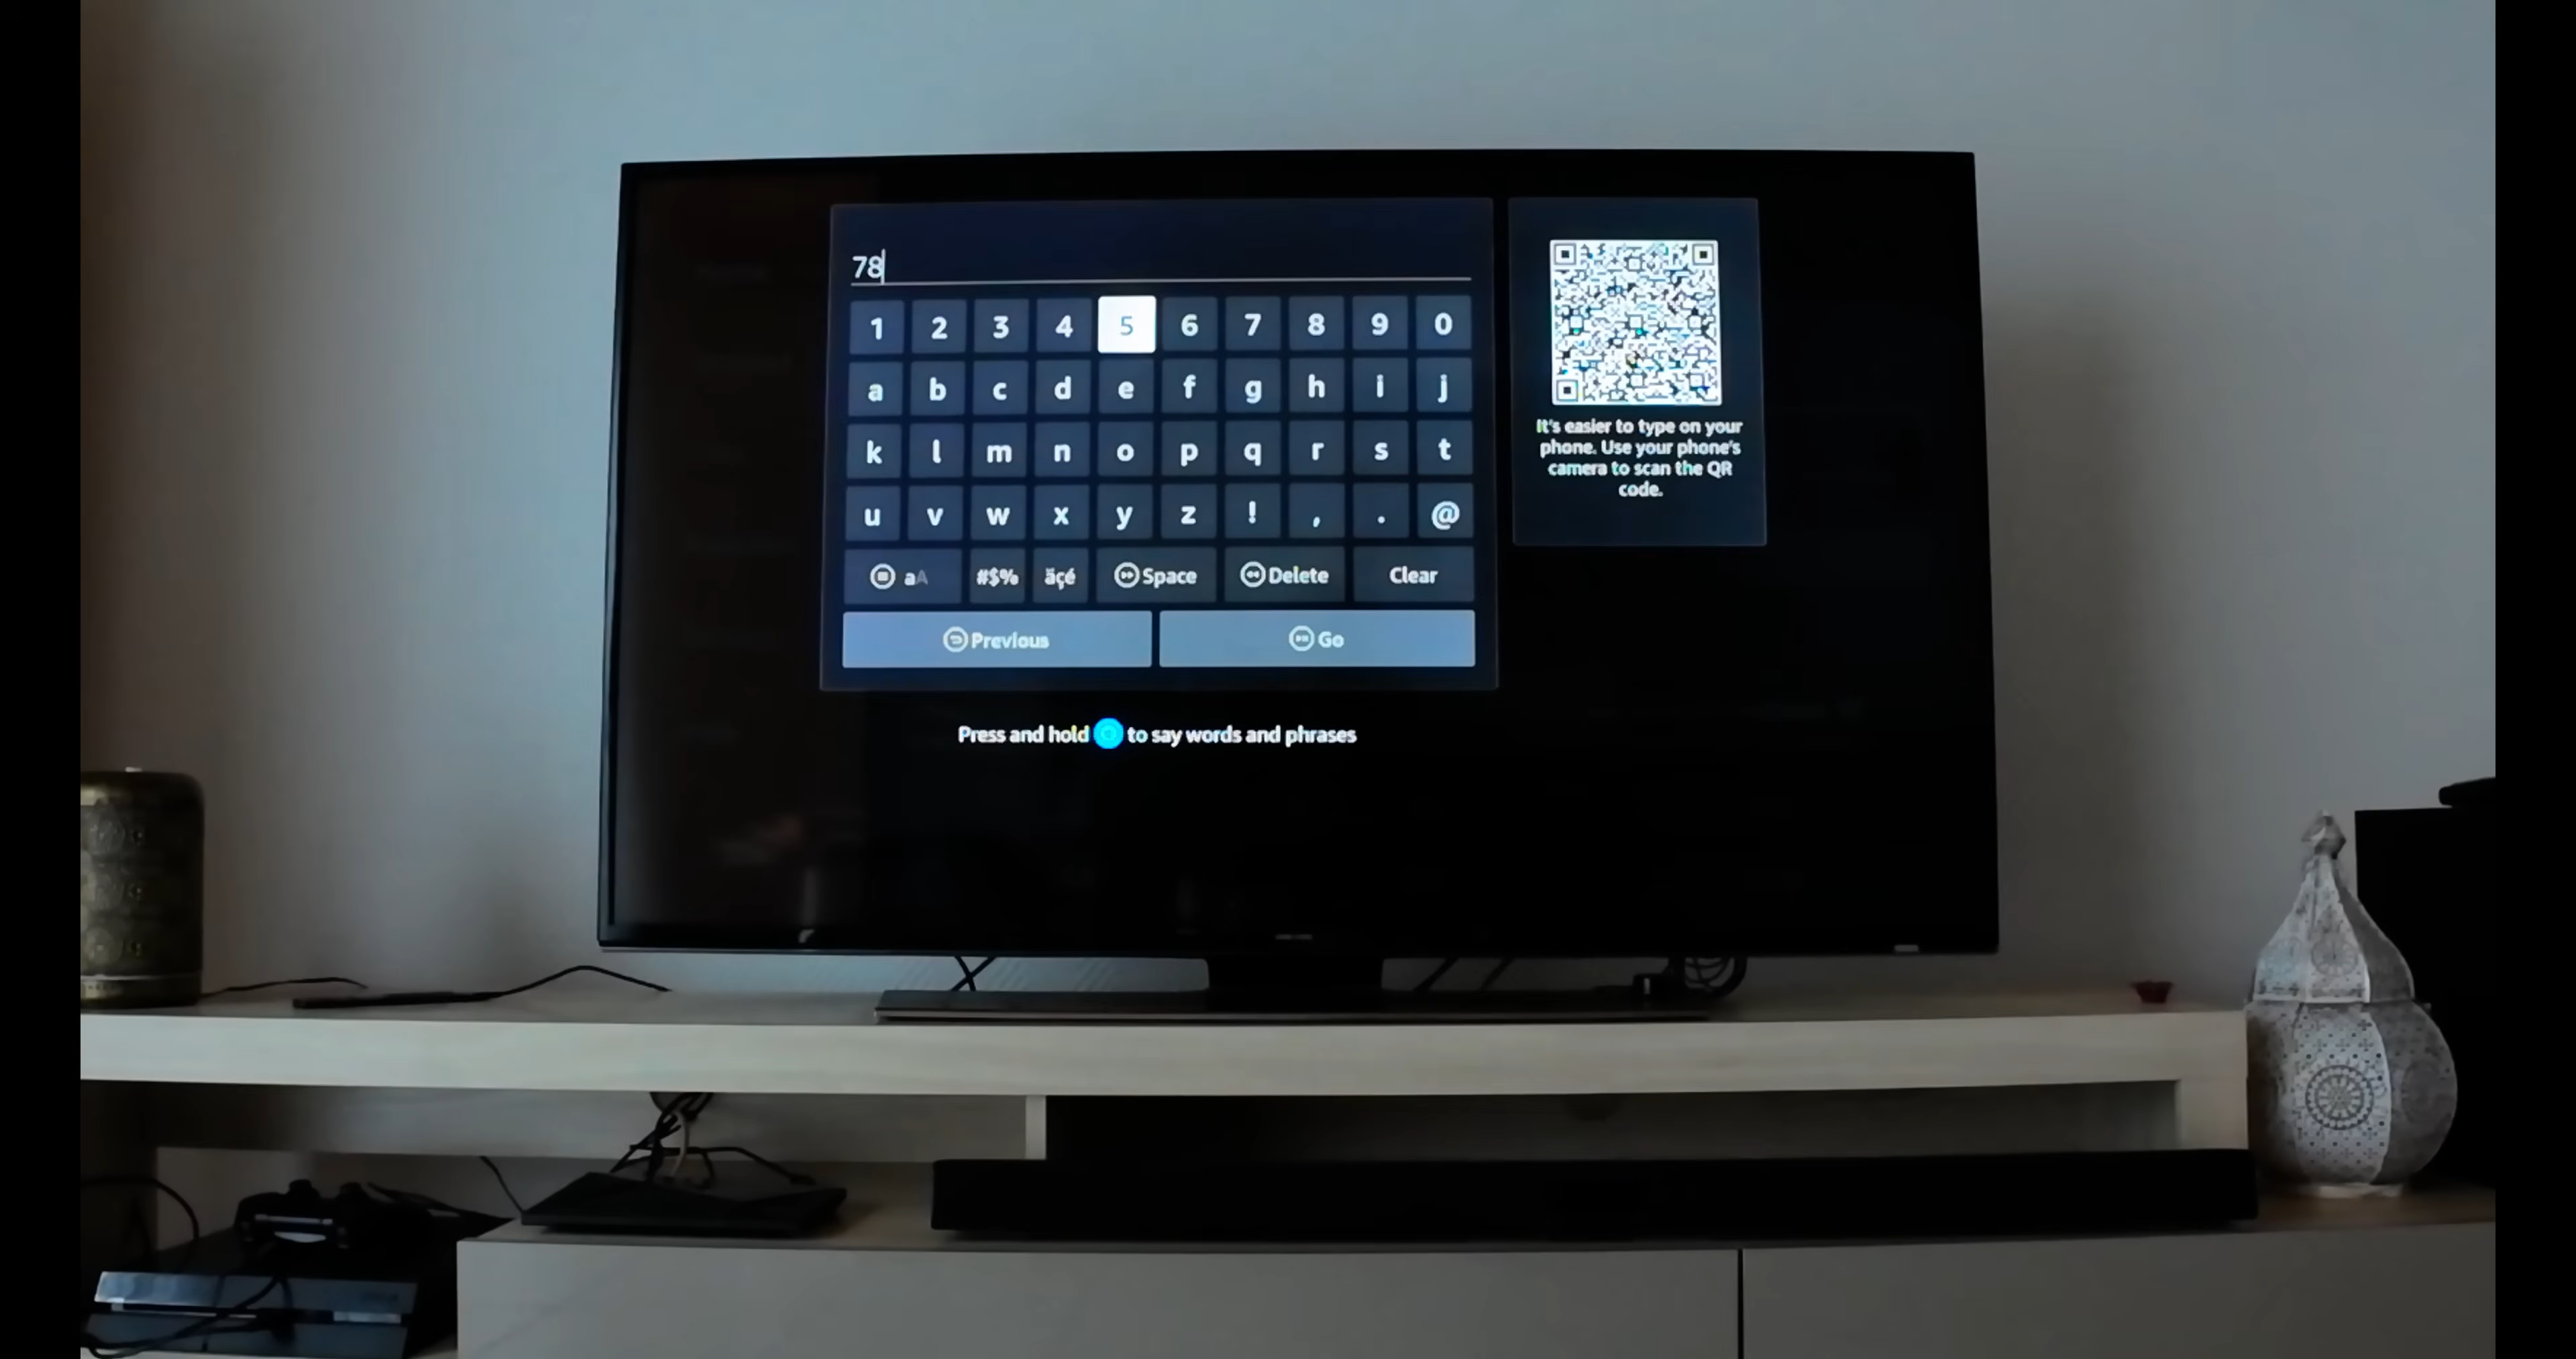 78
1 2 3 4 5 6 7 8 9 0
a b c d e f g h i j
k l m n o p q r s t
u v w x y z ! , . @
aA #$% äçé Space Delete Clear
Previous Go
Press and hold to say words and phrases
It's easier to type on your
phone. Use your phone's
camera to scan the QR
code.